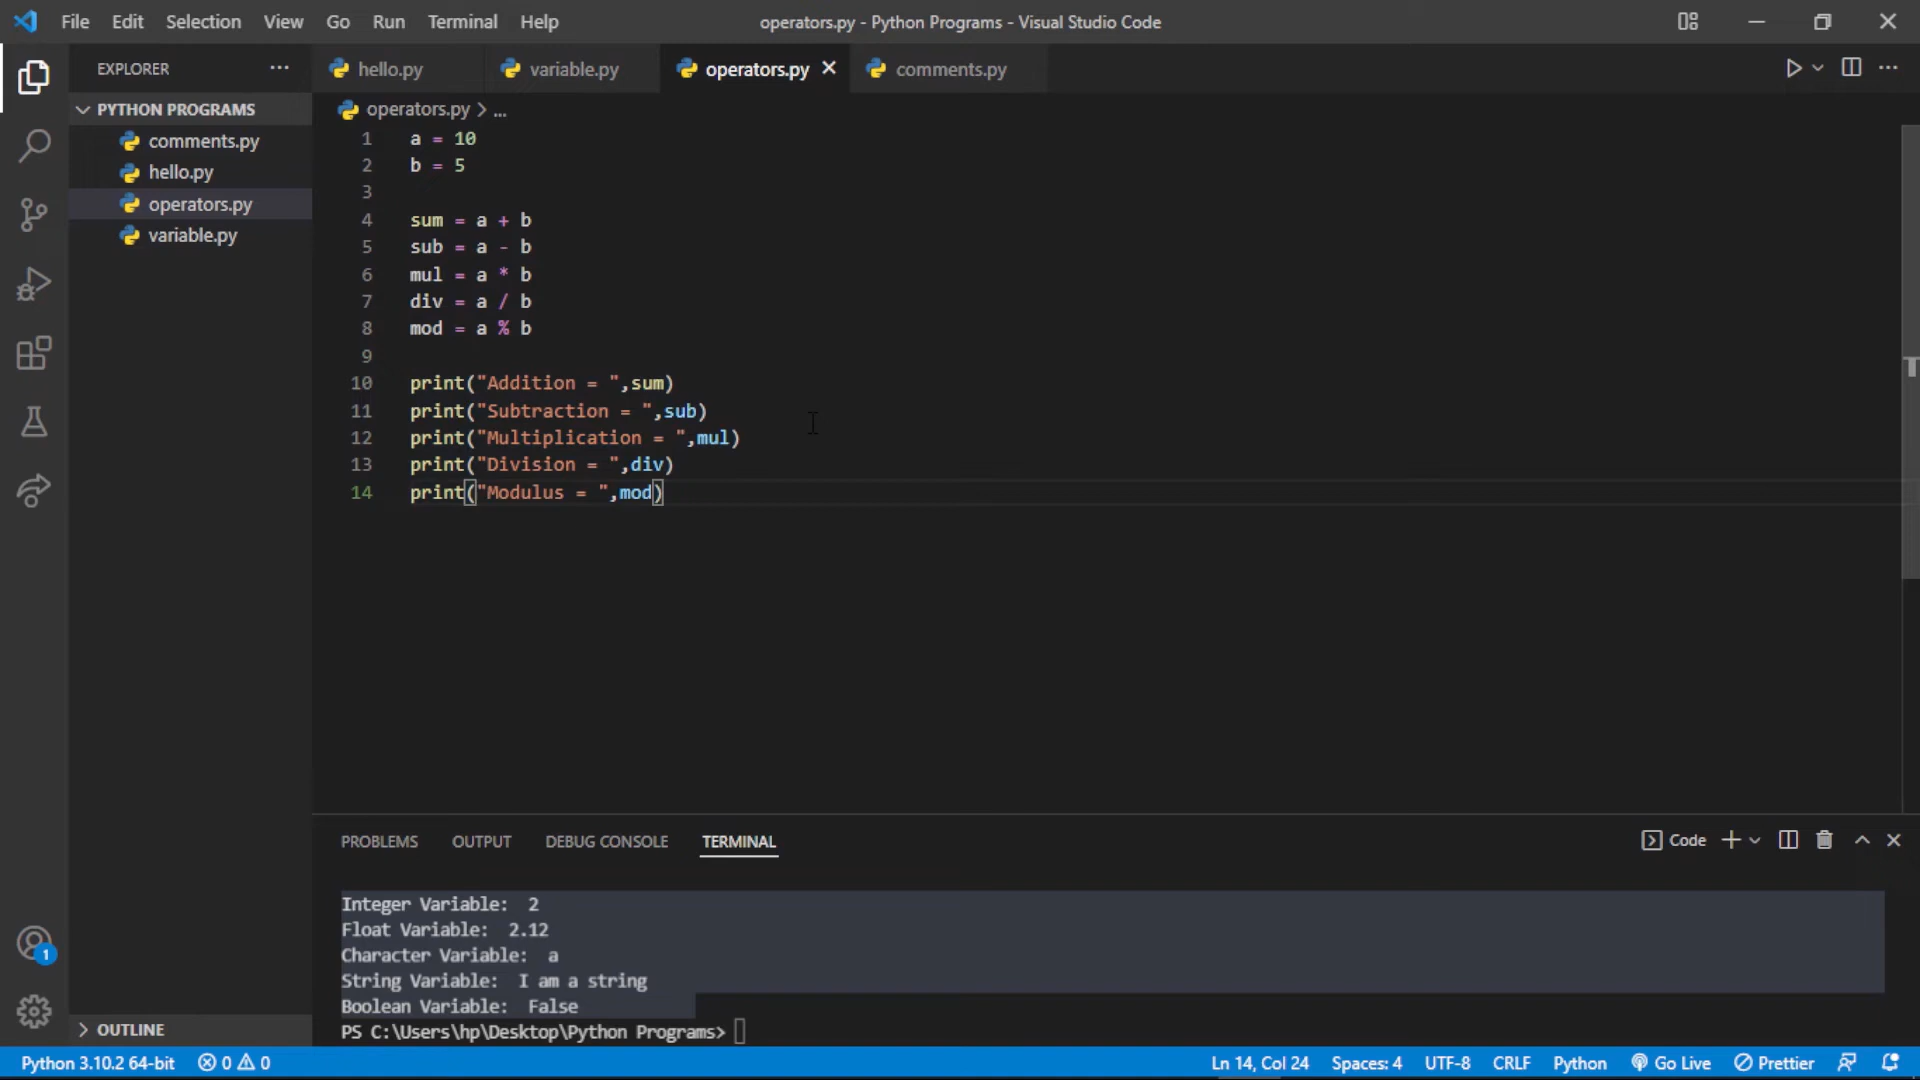 File Edit Selection View Go Run Terminal Help
operators.py - Python Programs - Visual Studio Code
EXPLORER
PYTHON PROGRAMS
comments.py
hello.py
operators.py
variable.py
OUTLINE
1
hello.py variable.py operators.py comments.py
operators.py > ...
1 a = 10
2 b = 5
3
4 sum = a + b
5 sub = a - b
6 mul = a * b
7 div = a / b
8 mod = a % b
9
10 print("Addition = ",sum)
11 print("Subtraction = ",sub)
12 print("Multiplication = ",mul)
13 print("Division = ",div)
14 print("Modulus = ",mod)
PROBLEMS OUTPUT DEBUG CONSOLE TERMINAL
Code
Integer Variable:  2
Float Variable:  2.12
Character Variable:  a
String Variable:  I am a string
Boolean Variable:  False
PS C:\Users\hp\Desktop\Python Programs>
Python 3.10.2 64-bit 0 0 Ln 14, Col 24 Spaces: 4 UTF-8 CRLF Python Go Live Prettier